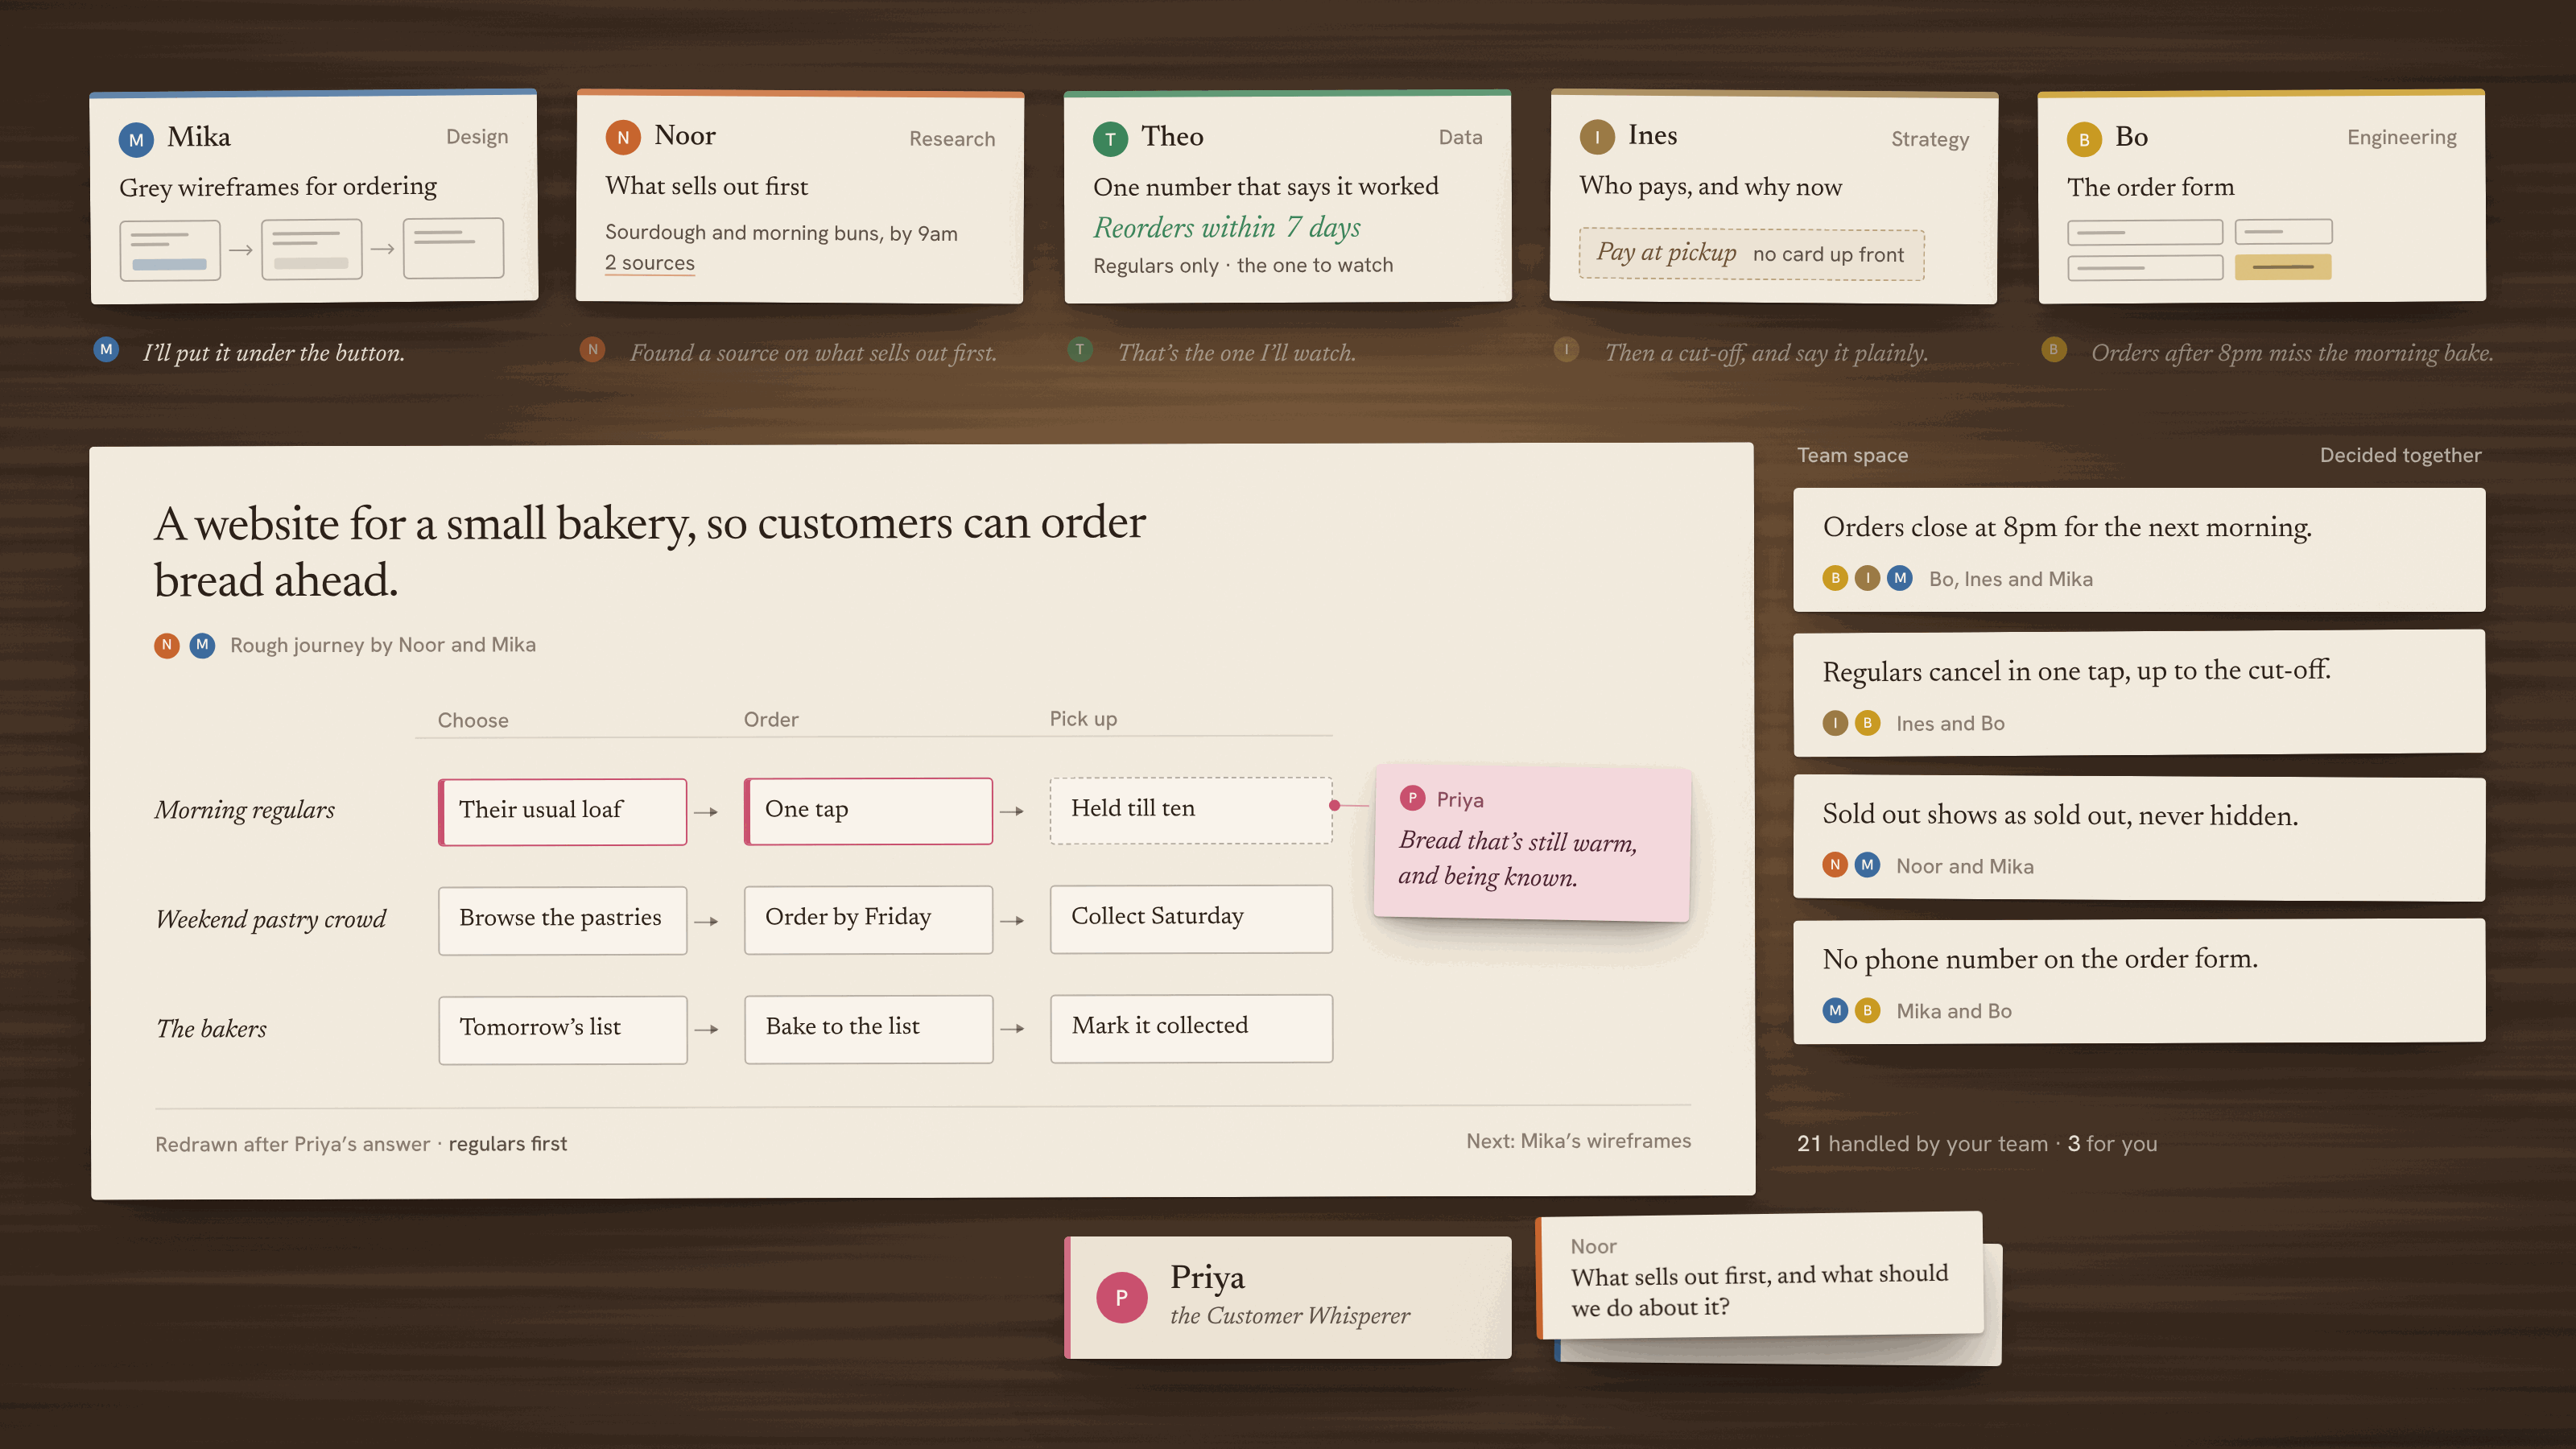 M Mika Design
Grey wireframes for ordering
N Noor Research
What sells out first
Sourdough and morning buns, by 9am
2 sources
T Theo Data
One number that says it worked
Reorders within 7 days
Regulars only · the one to watch
I Ines Strategy
Who pays, and why now
Pay at pickup no card up front
B Bo Engineering
The order form
M I'll put it under the button.
N Found a source on what sells out first.
T That's the one I'll watch.
I Then a cut-off, and say it plainly.
B Orders after 8pm miss the morning bake.
A website for a small bakery, so customers can order
bread ahead.
N M Rough journey by Noor and Mika
Choose Order Pick up
Morning regulars Their usual loaf One tap Held till ten
P Priya
Bread that's still warm,
and being known.
Weekend pastry crowd Browse the pastries Order by Friday Collect Saturday
The bakers Tomorrow's list Bake to the list Mark it collected
Redrawn after Priya's answer · regulars first Next: Mika's wireframes
Team space Decided together
Orders close at 8pm for the next morning.
B I M Bo, Ines and Mika
Regulars cancel in one tap, up to the cut-off.
I B Ines and Bo
Sold out shows as sold out, never hidden.
N M Noor and Mika
No phone number on the order form.
M B Mika and Bo
21 handled by your team · 3 for you
P Priya
the Customer Whisperer
Noor
What sells out first, and what should
we do about it?